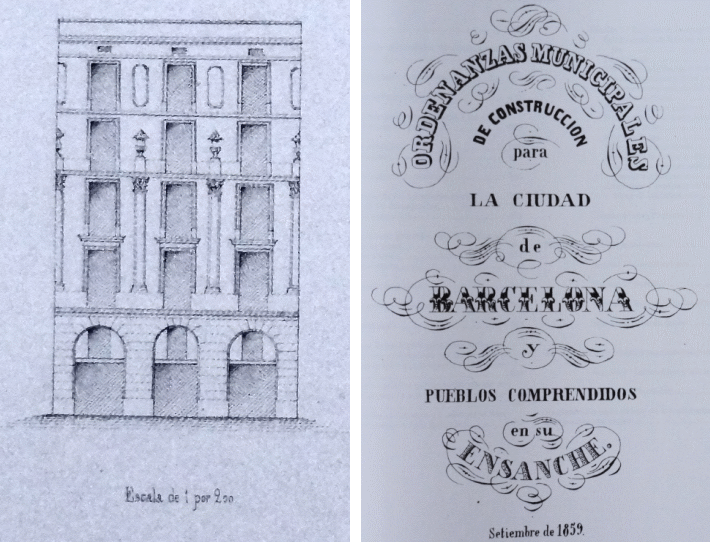 Escala de 1 por 200
ORDENANZAS MUNICIPALES
DE CONSTRUCCION
para
LA CIUDAD
de
BARCELONA
y
PUEBLOS COMPRENDIDOS
en su
ENSANCHE.
Setiembre de 1859.